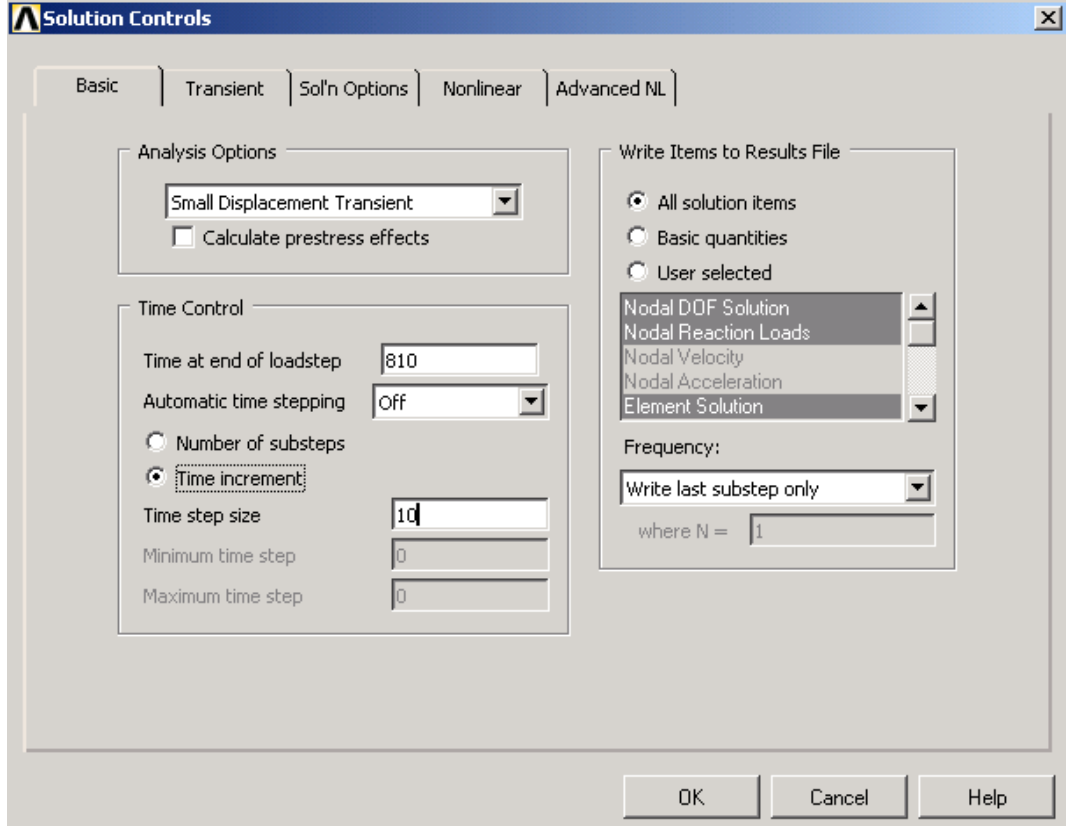 Solution Controls
Basic
Transient
Sol'n Options
Nonlinear
Advanced NL
Analysis Options
Small Displacement Transient
Calculate prestress effects
Time Control
Time at end of loadstep 810
Automatic time stepping Off
Number of substeps
Time increment
Time step size 10
Minimum time step 0
Maximum time step 0
Write Items to Results File
All solution items
Basic quantities
User selected
Nodal DOF Solution
Nodal Reaction Loads
Nodal Velocity
Nodal Acceleration
Element Solution
Frequency:
Write last substep only
where N = 1
OK
Cancel
Help